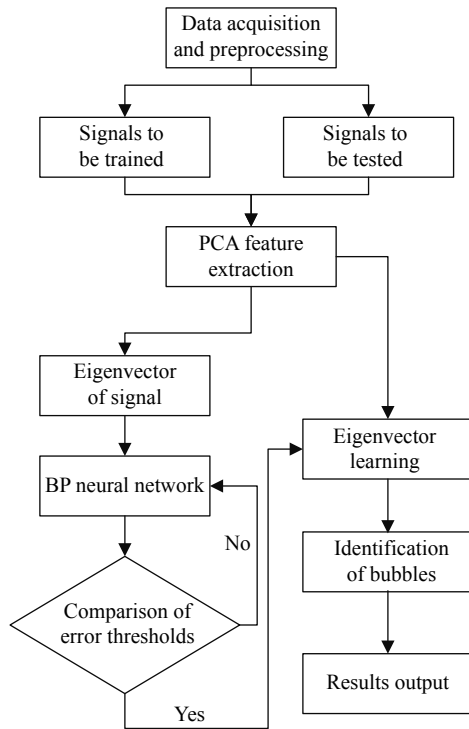 Data acquisition
and preprocessing
Signals to
be trained
Signals to
be tested
PCA feature
extraction
Eigenvector
of signal
BP neural network
No
Comparison of
error thresholds
Yes
Eigenvector
learning
Identification
of bubbles
Results output